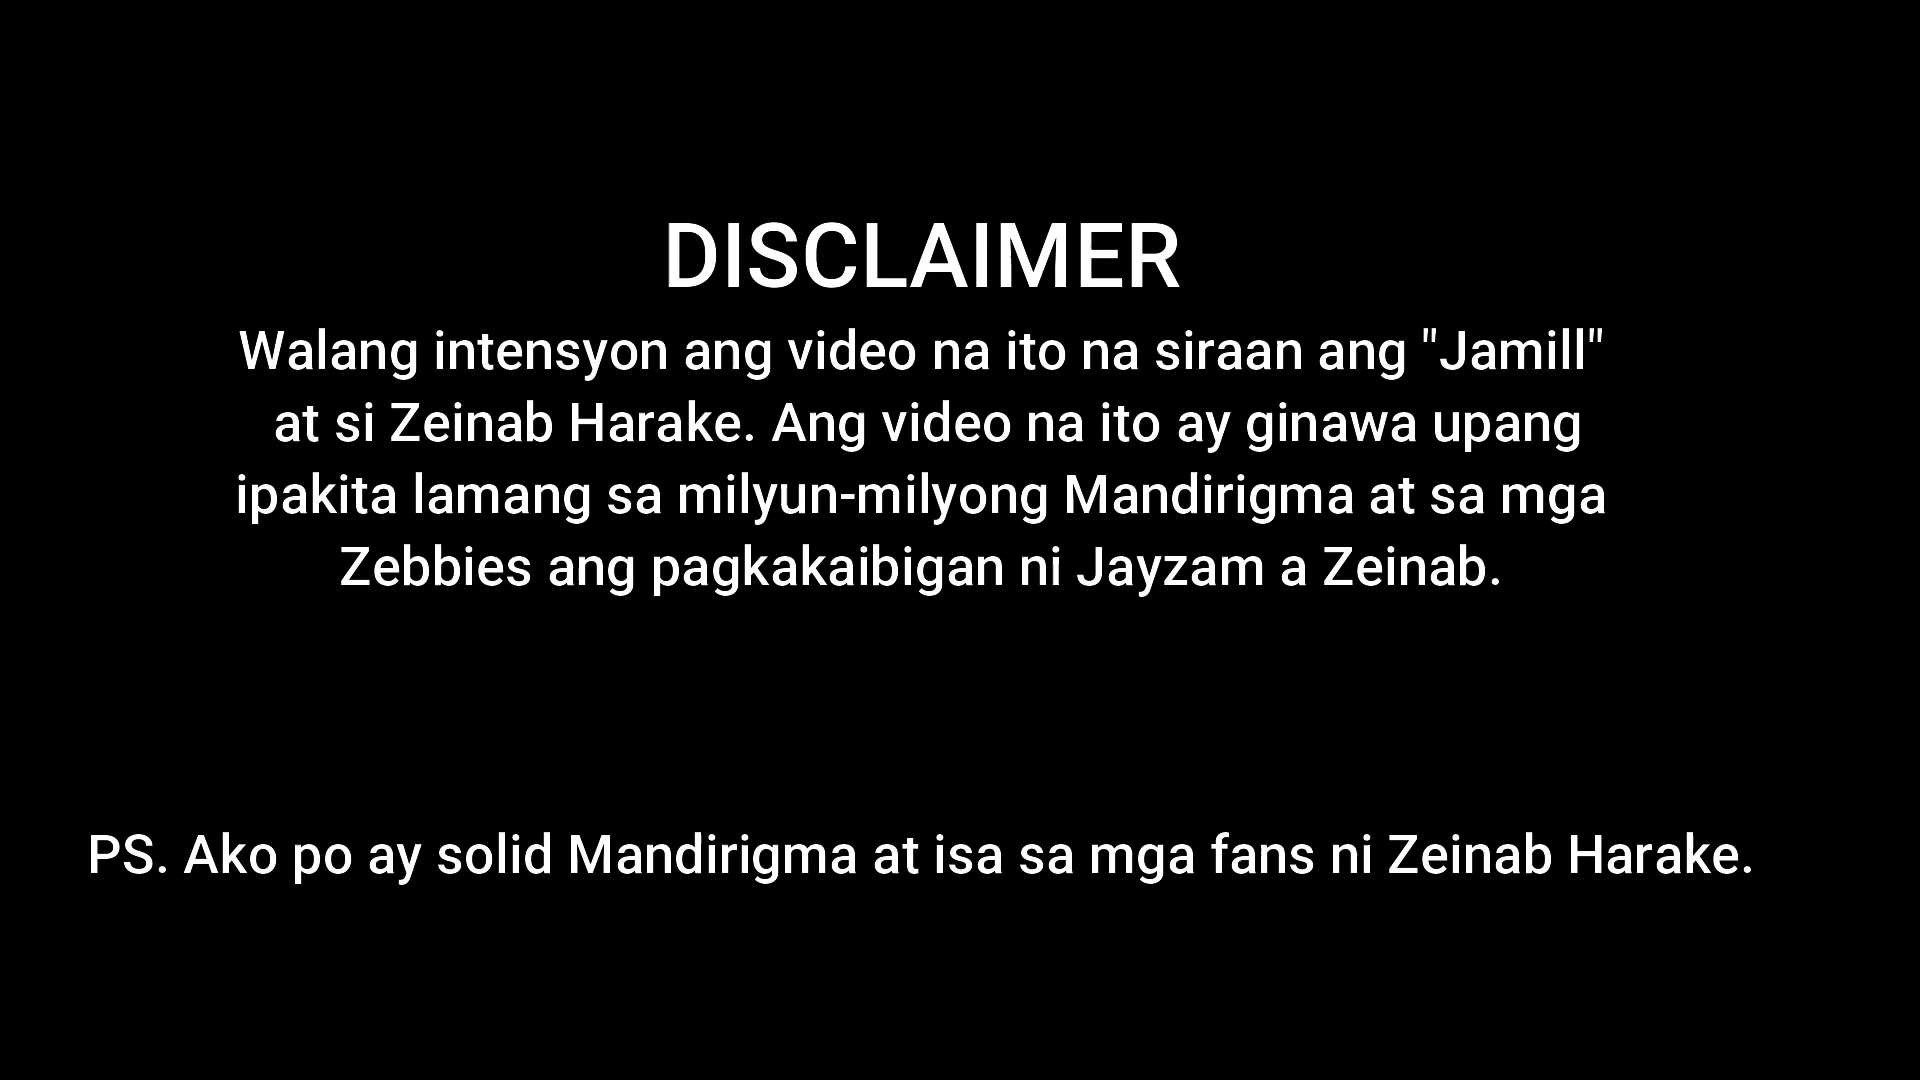 DISCLAIMER
Walang intensyon ang video na ito na siraan ang "Jamill"
at si Zeinab Harake. Ang video na ito ay ginawa upang
ipakita lamang sa milyun-milyong Mandirigma at sa mga
Zebbies ang pagkakaibigan ni Jayzam a Zeinab.
PS. Ako po ay solid Mandirigma at isa sa mga fans ni Zeinab Harake.